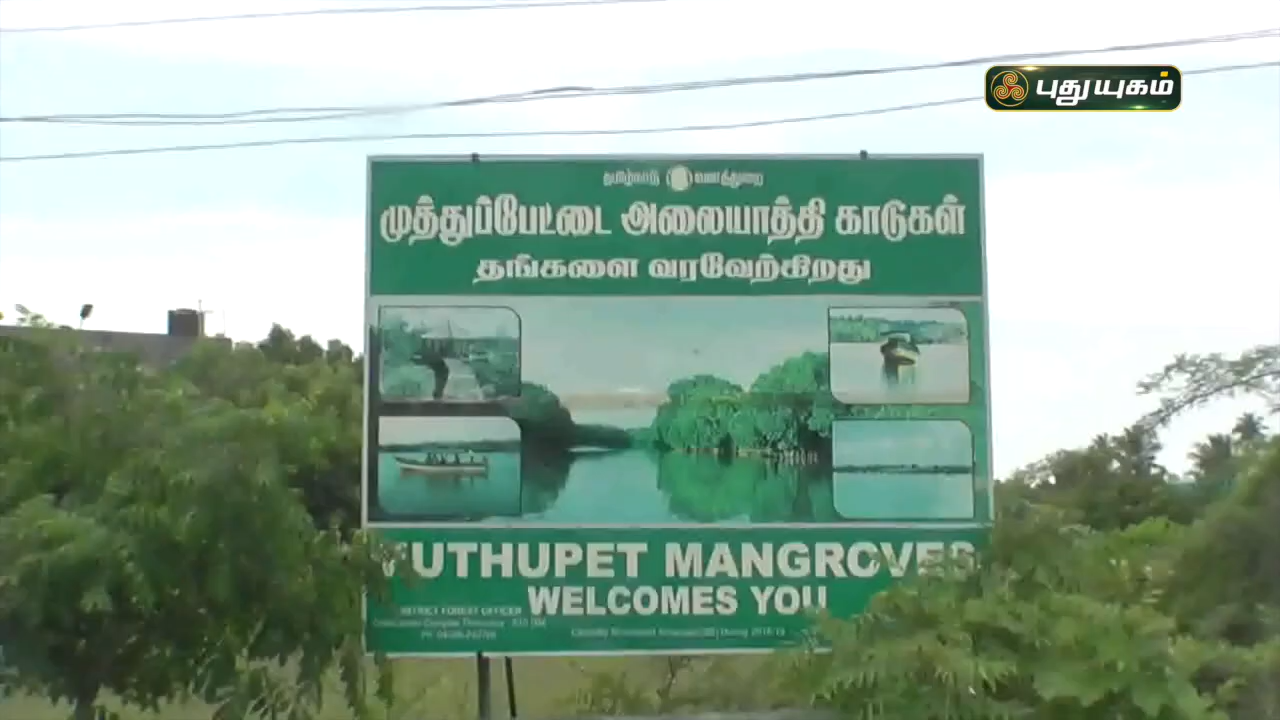 புதுயுகம்
தமிழ்நாடு வனத்துறை
முத்துப்பேட்டை அலையாத்தி காடுகள்
தங்களை வரவேற்கிறது
MUTHUPET MANGROVES
WELCOMES YOU
DISTRICT FOREST OFFICER